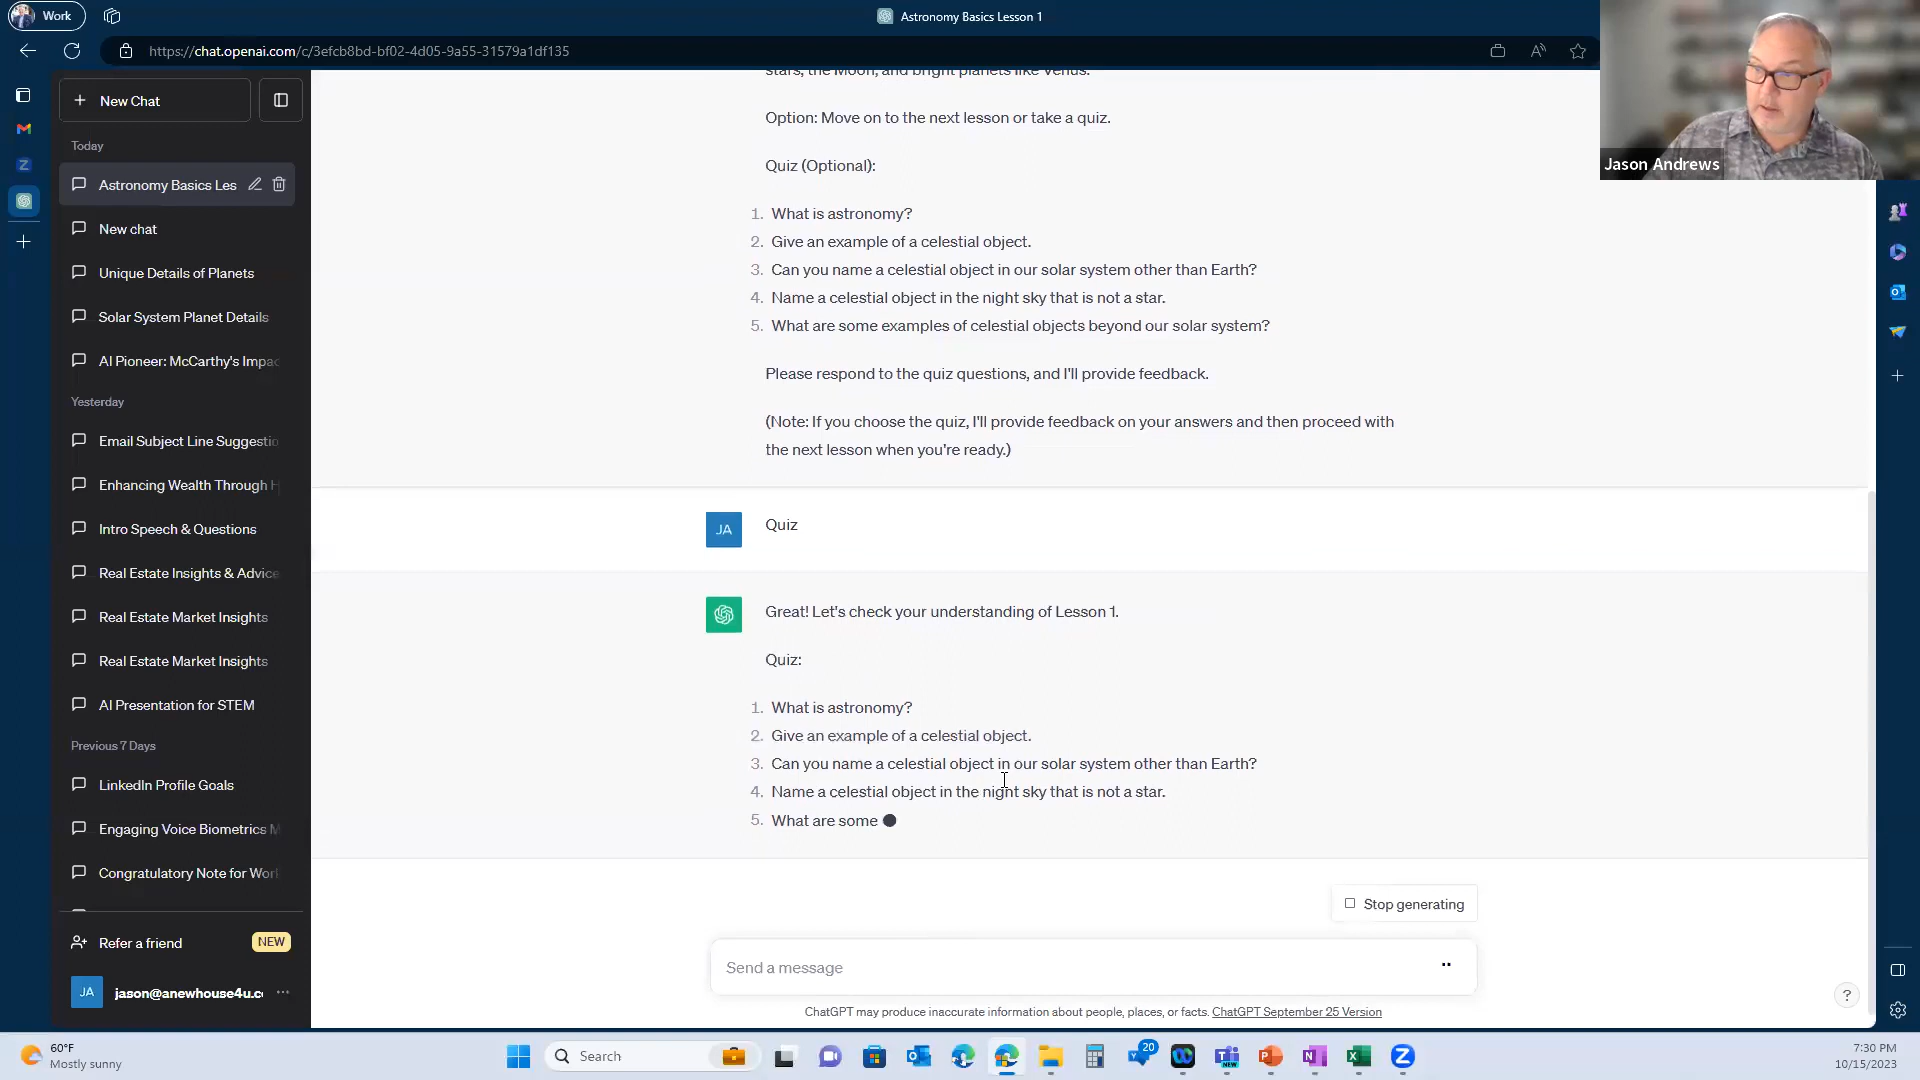 Work
Astronomy Basics Lesson 1
https://chat.openai.com/c/3efcb8bd-bf02-4d05-9a55-31579a1df135
Jason Andrews
New Chat
Today
Astronomy Basics Les
New chat
Unique Details of Planets
Solar System Planet Details
AI Pioneer: McCarthy's Impac
Yesterday
Email Subject Line Suggestio
Enhancing Wealth Through H
Intro Speech & Questions
Real Estate Insights & Advice
Real Estate Market Insights
Real Estate Market Insights
AI Presentation for STEM
Previous 7 Days
LinkedIn Profile Goals
Engaging Voice Biometrics M
Congratulatory Note for Wor
Refer a friend
NEW
JA
jason@anewhouse4u.c
stars, the Moon, and bright planets like Venus.
Option: Move on to the next lesson or take a quiz.
Quiz (Optional):
1. What is astronomy?
2. Give an example of a celestial object.
3. Can you name a celestial object in our solar system other than Earth?
4. Name a celestial object in the night sky that is not a star.
5. What are some examples of celestial objects beyond our solar system?
Please respond to the quiz questions, and I'll provide feedback.
(Note: If you choose the quiz, I'll provide feedback on your answers and then proceed with
the next lesson when you're ready.)
JA
Quiz
Great! Let's check your understanding of Lesson 1.
Quiz:
1. What is astronomy?
2. Give an example of a celestial object.
3. Can you name a celestial object in our solar system other than Earth?
4. Name a celestial object in the night sky that is not a star.
5. What are some
Stop generating
Send a message
ChatGPT may produce inaccurate information about people, places, or facts. ChatGPT September 25 Version
?
60°F
Mostly sunny
Search
20
NEW
7:30 PM
10/15/2023